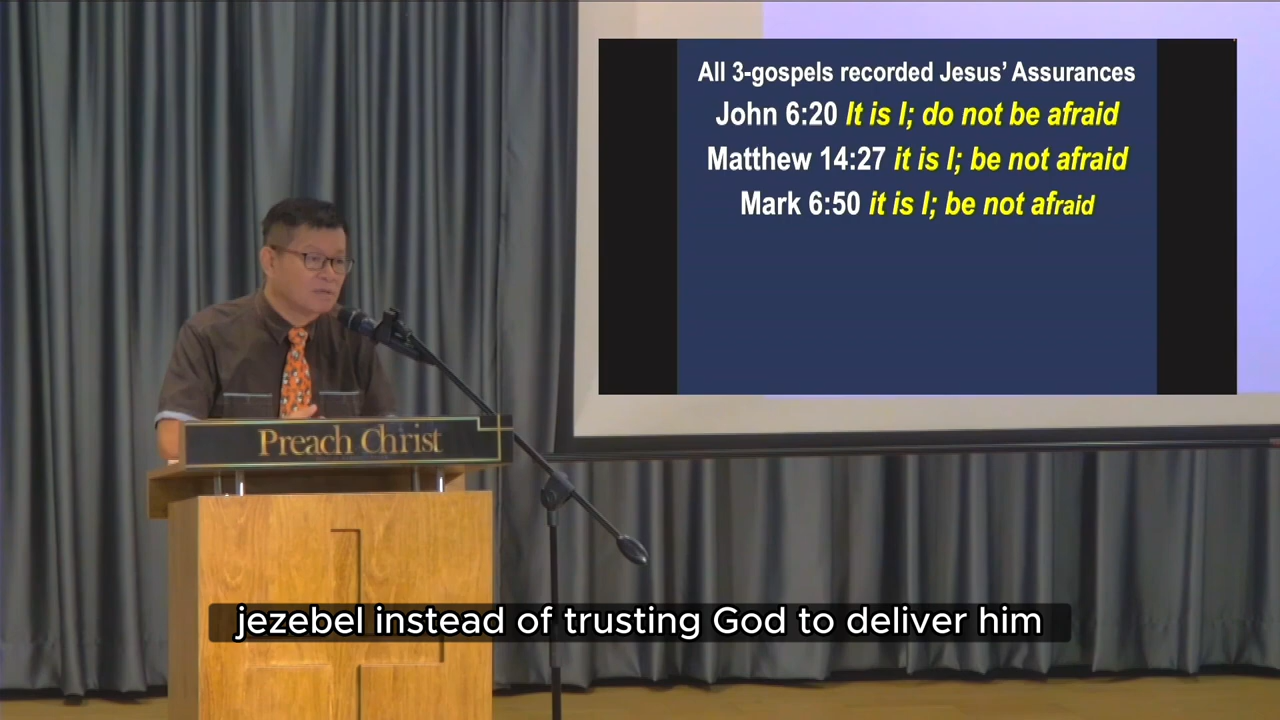 All 3-gospels recorded Jesus’ Assurances
John 6:20 It is I; do not be afraid
Matthew 14:27 it is I; be not afraid
Mark 6:50 it is I; be not afraid
Preach Christ
jezebel instead of trusting God to deliver him